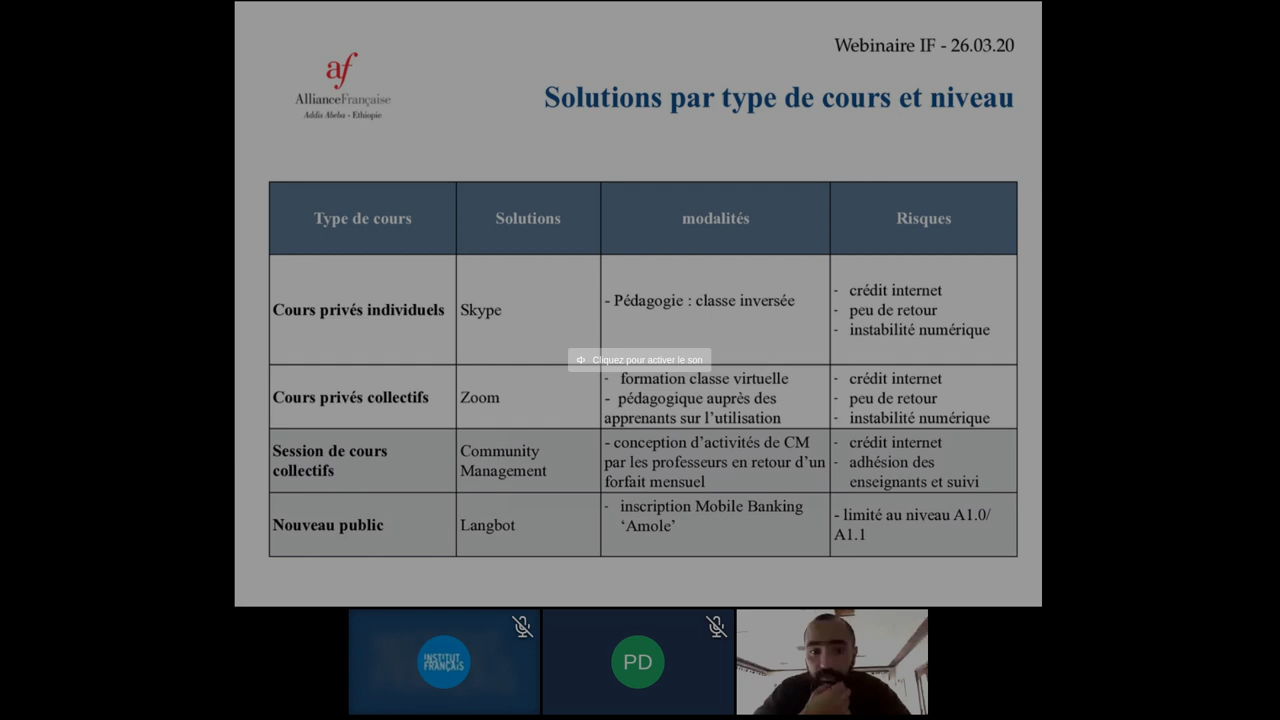 Webinaire IF - 26.03.20
af
AllianceFrançaise
Addis Abeba - Ethiopie
Solutions par type de cours et niveau
Type de cours
Solutions
modalités
Risques
Cours privés individuels
Skype
- Pédagogie : classe inversée
- crédit internet
- peu de retour
- instabilité numérique
Cliquez pour activer le son
Cours privés collectifs
Zoom
- formation classe virtuelle
- pédagogique auprès des
apprenants sur l’utilisation
- crédit internet
- peu de retour
- instabilité numérique
Session de cours
collectifs
Community
Management
- conception d’activités de CM
par les professeurs en retour d’un
forfait mensuel
- crédit internet
- adhésion des
enseignants et suivi
Nouveau public
Langbot
- inscription Mobile Banking
‘Amole’
- limité au niveau A1.0/
A1.1
INSTITUT
FRANÇAIS
PD